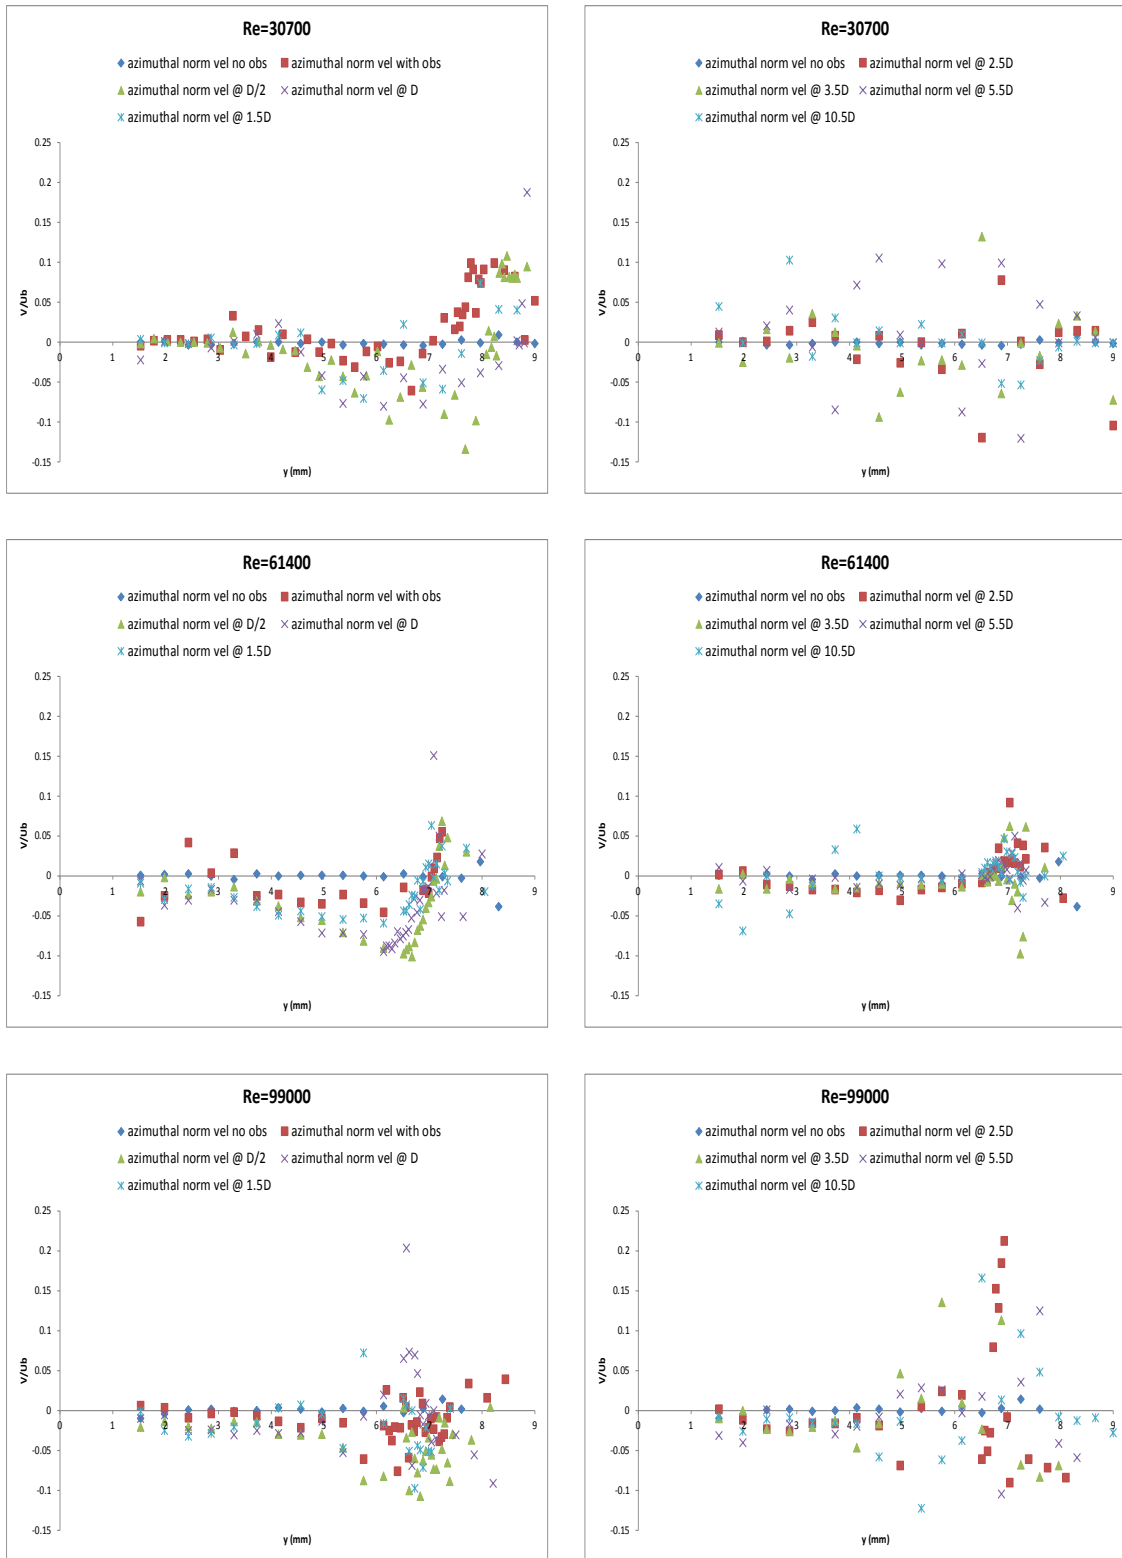 Re=30700
azimuthal norm vel no obs azimuthal norm vel with obs
azimuthal norm vel @ D/2 azimuthal norm vel @ D
azimuthal norm vel @ 1.5D
0.25
0.2
0.15
0.1
0.05
0
-0.05
-0.1
-0.15
V/Ub
0 1 2 3 4 5 6 7 8 9
y (mm)
Re=30700
azimuthal norm vel no obs azimuthal norm vel @ 2.5D
azimuthal norm vel @ 3.5D azimuthal norm vel @ 5.5D
azimuthal norm vel @ 10.5D
0.25
0.2
0.15
0.1
0.05
0
-0.05
-0.1
-0.15
V/Ub
0 1 2 3 4 5 6 7 8 9
y (mm)
Re=61400
azimuthal norm vel no obs azimuthal norm vel with obs
azimuthal norm vel @ D/2 azimuthal norm vel @ D
azimuthal norm vel @ 1.5D
0.25
0.2
0.15
0.1
0.05
0
-0.05
-0.1
-0.15
V/Ub
0 1 2 3 4 5 6 7 8 9
y (mm)
Re=61400
azimuthal norm vel no obs azimuthal norm vel @ 2.5D
azimuthal norm vel @ 3.5D azimuthal norm vel @ 5.5D
azimuthal norm vel @ 10.5D
0.25
0.2
0.15
0.1
0.05
0
-0.05
-0.1
-0.15
V/Ub
0 1 2 3 4 5 6 7 8 9
y (mm)
Re=99000
azimuthal norm vel no obs azimuthal norm vel with obs
azimuthal norm vel @ D/2 azimuthal norm vel @ D
azimuthal norm vel @ 1.5D
0.25
0.2
0.15
0.1
0.05
0
-0.05
-0.1
-0.15
V/Ub
0 1 2 3 4 5 6 7 8 9
y (mm)
Re=99000
azimuthal norm vel no obs azimuthal norm vel @ 2.5D
azimuthal norm vel @ 3.5D azimuthal norm vel @ 5.5D
azimuthal norm vel @ 10.5D
0.25
0.2
0.15
0.1
0.05
0
-0.05
-0.1
-0.15
V/Ub
0 1 2 3 4 5 6 7 8 9
y (mm)